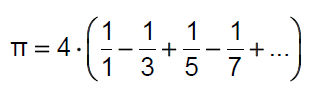 π = 4 · ( 1/1 − 1/3 + 1/5 − 1/7 + ... )